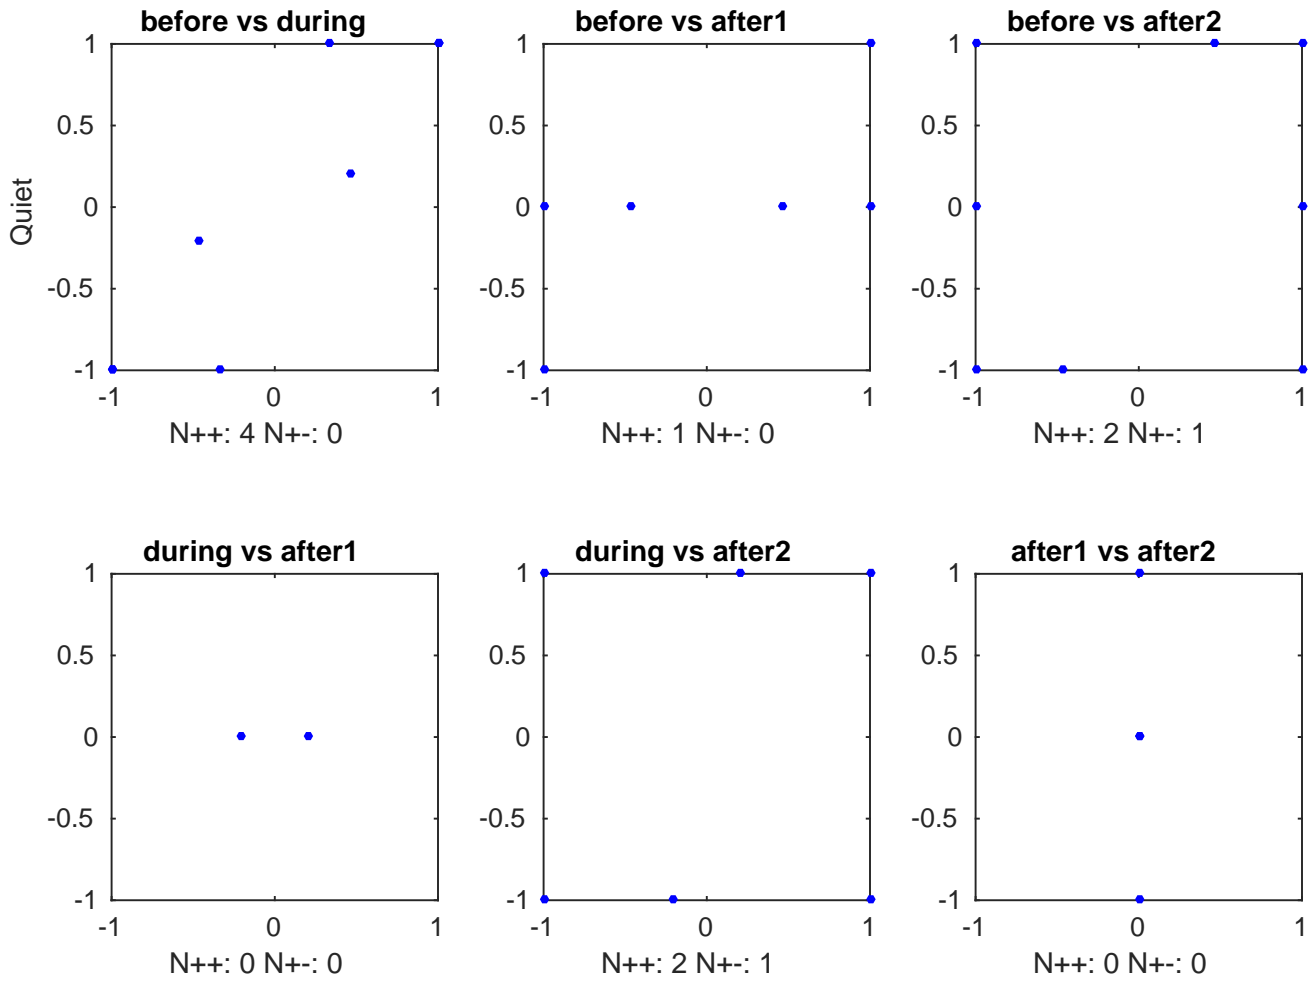 before vs during
1
0.5
0
-0.5
-1
-1 0 1
Quiet
N++: 4 N+-: 0
before vs after1
1
0.5
0
-0.5
-1
-1 0 1
N++: 1 N+-: 0
before vs after2
1
0.5
0
-0.5
-1
-1 0 1
N++: 2 N+-: 1
during vs after1
1
0.5
0
-0.5
-1
-1 0 1
N++: 0 N+-: 0
during vs after2
1
0.5
0
-0.5
-1
-1 0 1
N++: 2 N+-: 1
after1 vs after2
1
0.5
0
-0.5
-1
-1 0 1
N++: 0 N+-: 0